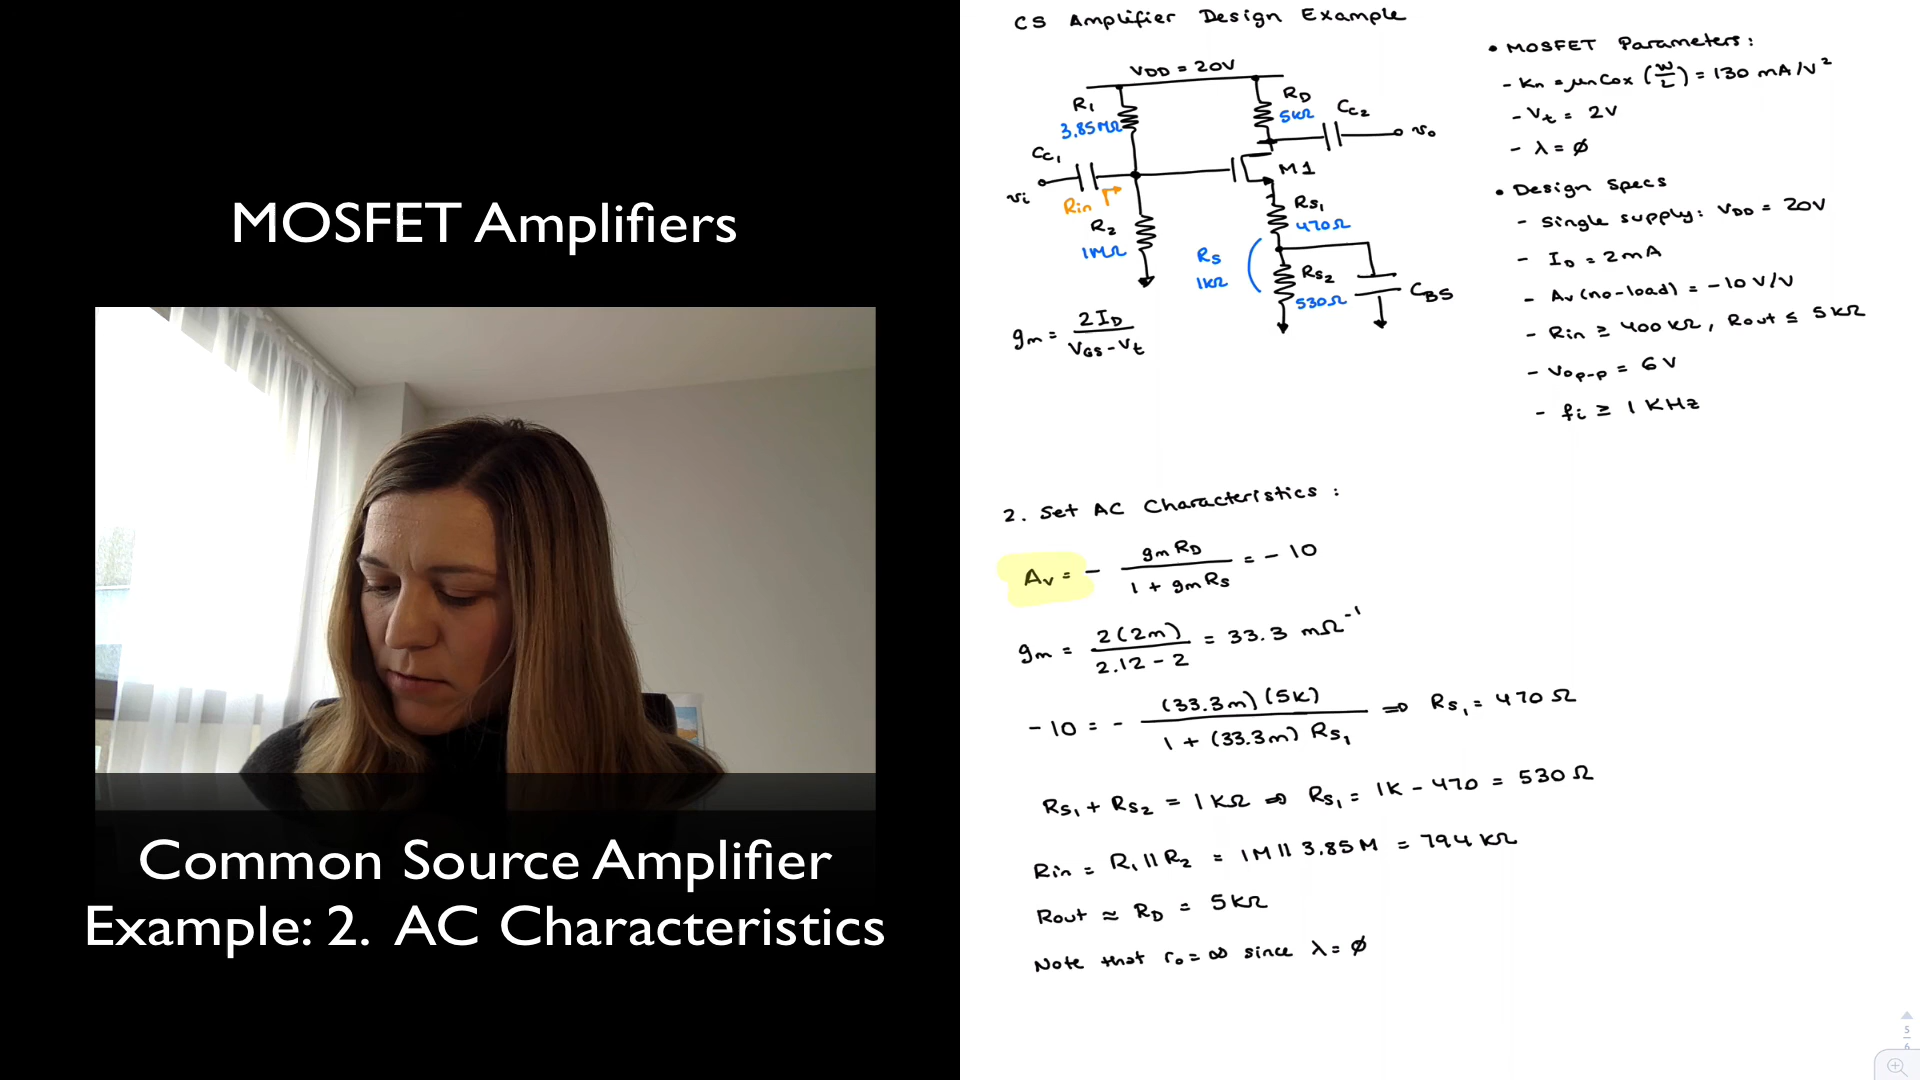 MOSFET Amplifiers
Common Source Amplifier
Example: 2. AC Characteristics
CS Amplifier Design Example
VDD = 20V
R1
3.85MΩ
RD
5kΩ
CC2
vo
CC1
vi
Rin
M1
R2
1MΩ
RS1
470Ω
RS
1kΩ
RS2
530Ω
CBS
gm = 2ID / (VGS - Vt)
• MOSFET Parameters:
- kn = μnCox (W/L) = 130 mA/V²
- Vt = 2V
- λ = ∅
• Design Specs
- Single supply: VDD = 20V
- ID = 2mA
- Av (no-load) = -10 V/V
- Rin ≥ 400 kΩ, Rout ≤ 5kΩ
- Vop-p = 6V
- fi ≥ 1 KHz
2. Set AC Characteristics:
Av = - gmRD / (1 + gmRS) = -10
gm = 2(2m) / (2.12 - 2) = 33.3 mΩ⁻¹
-10 = - (33.3m)(5k) / (1 + (33.3m) RS1) ⇒ RS1 = 470Ω
RS1 + RS2 = 1kΩ ⇒ RS1 = 1k - 470 = 530Ω
Rin = R1 || R2 = 1M || 3.85M = 794 kΩ
Rout ≈ RD = 5kΩ
Note that ro = ∞ since λ = ∅
5
6